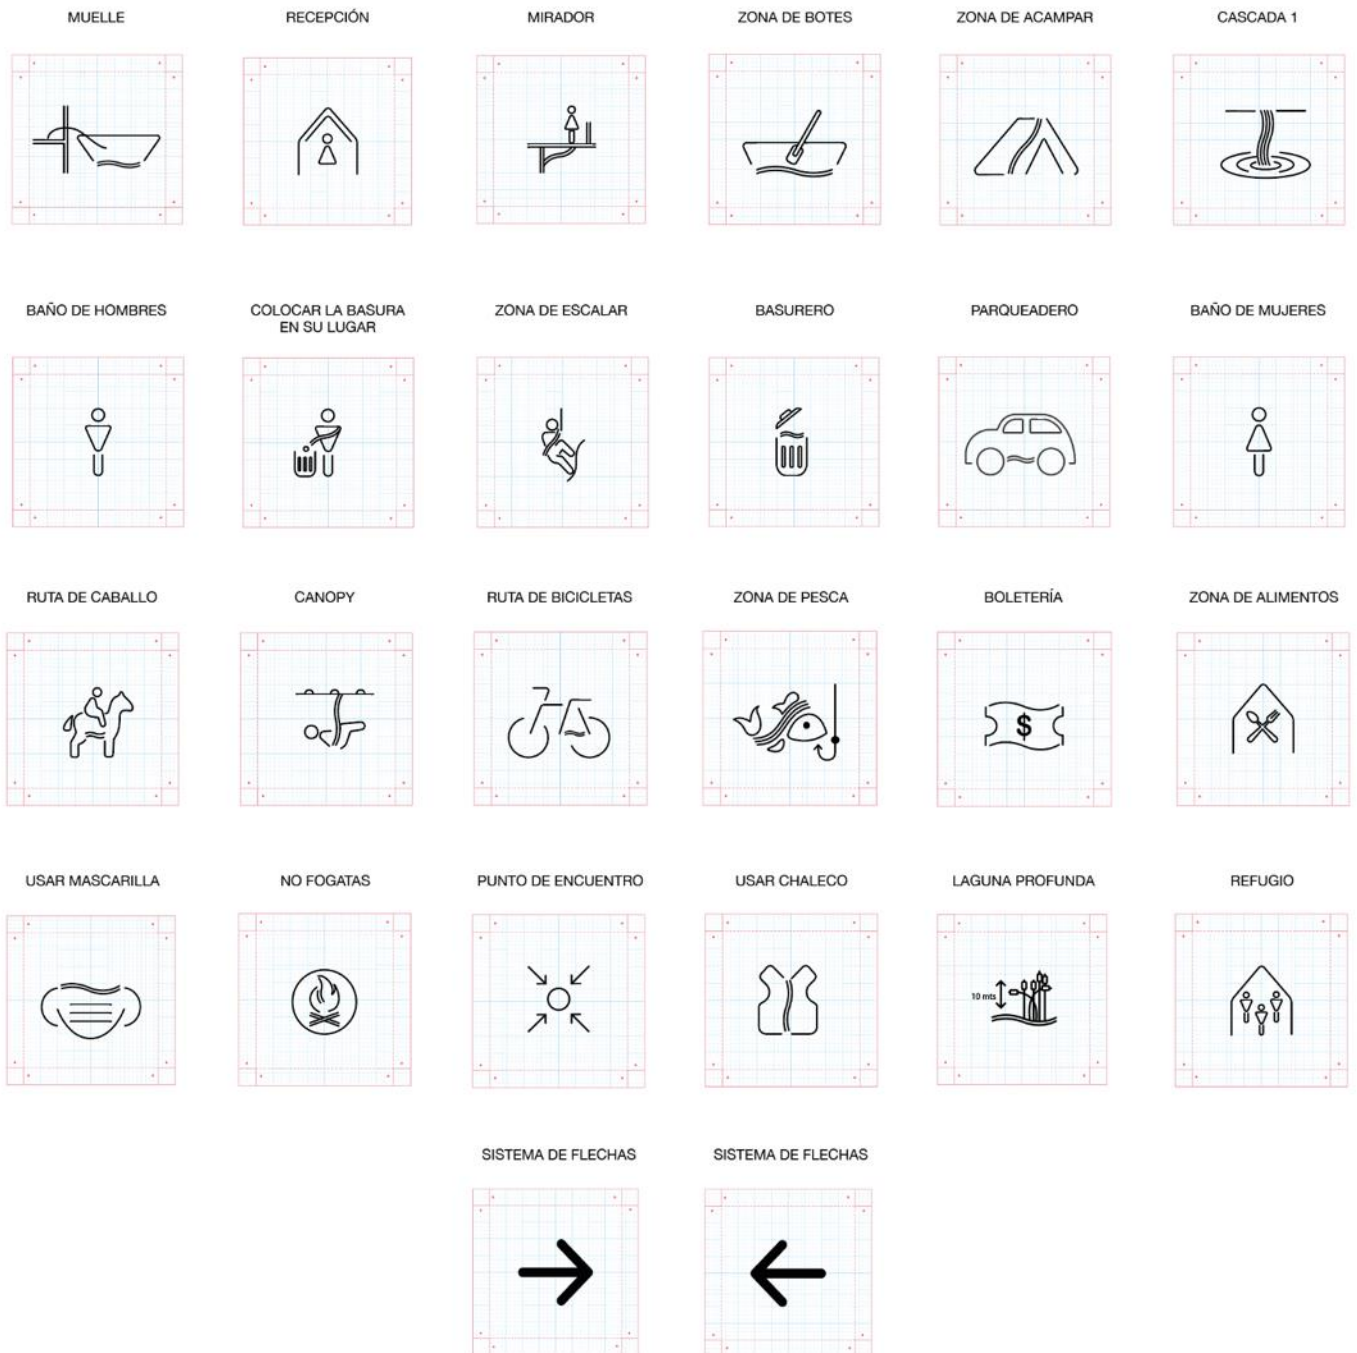 MUELLE
RECEPCIÓN
MIRADOR
ZONA DE BOTES
ZONA DE ACAMPAR
CASCADA 1
BAÑO DE HOMBRES
COLOCAR LA BASURA
EN SU LUGAR
ZONA DE ESCALAR
BASURERO
PARQUEADERO
BAÑO DE MUJERES
RUTA DE CABALLO
CANOPY
RUTA DE BICICLETAS
ZONA DE PESCA
BOLETERÍA
$
ZONA DE ALIMENTOS
USAR MASCARILLA
NO FOGATAS
PUNTO DE ENCUENTRO
USAR CHALECO
LAGUNA PROFUNDA
10 mts
REFUGIO
SISTEMA DE FLECHAS
SISTEMA DE FLECHAS